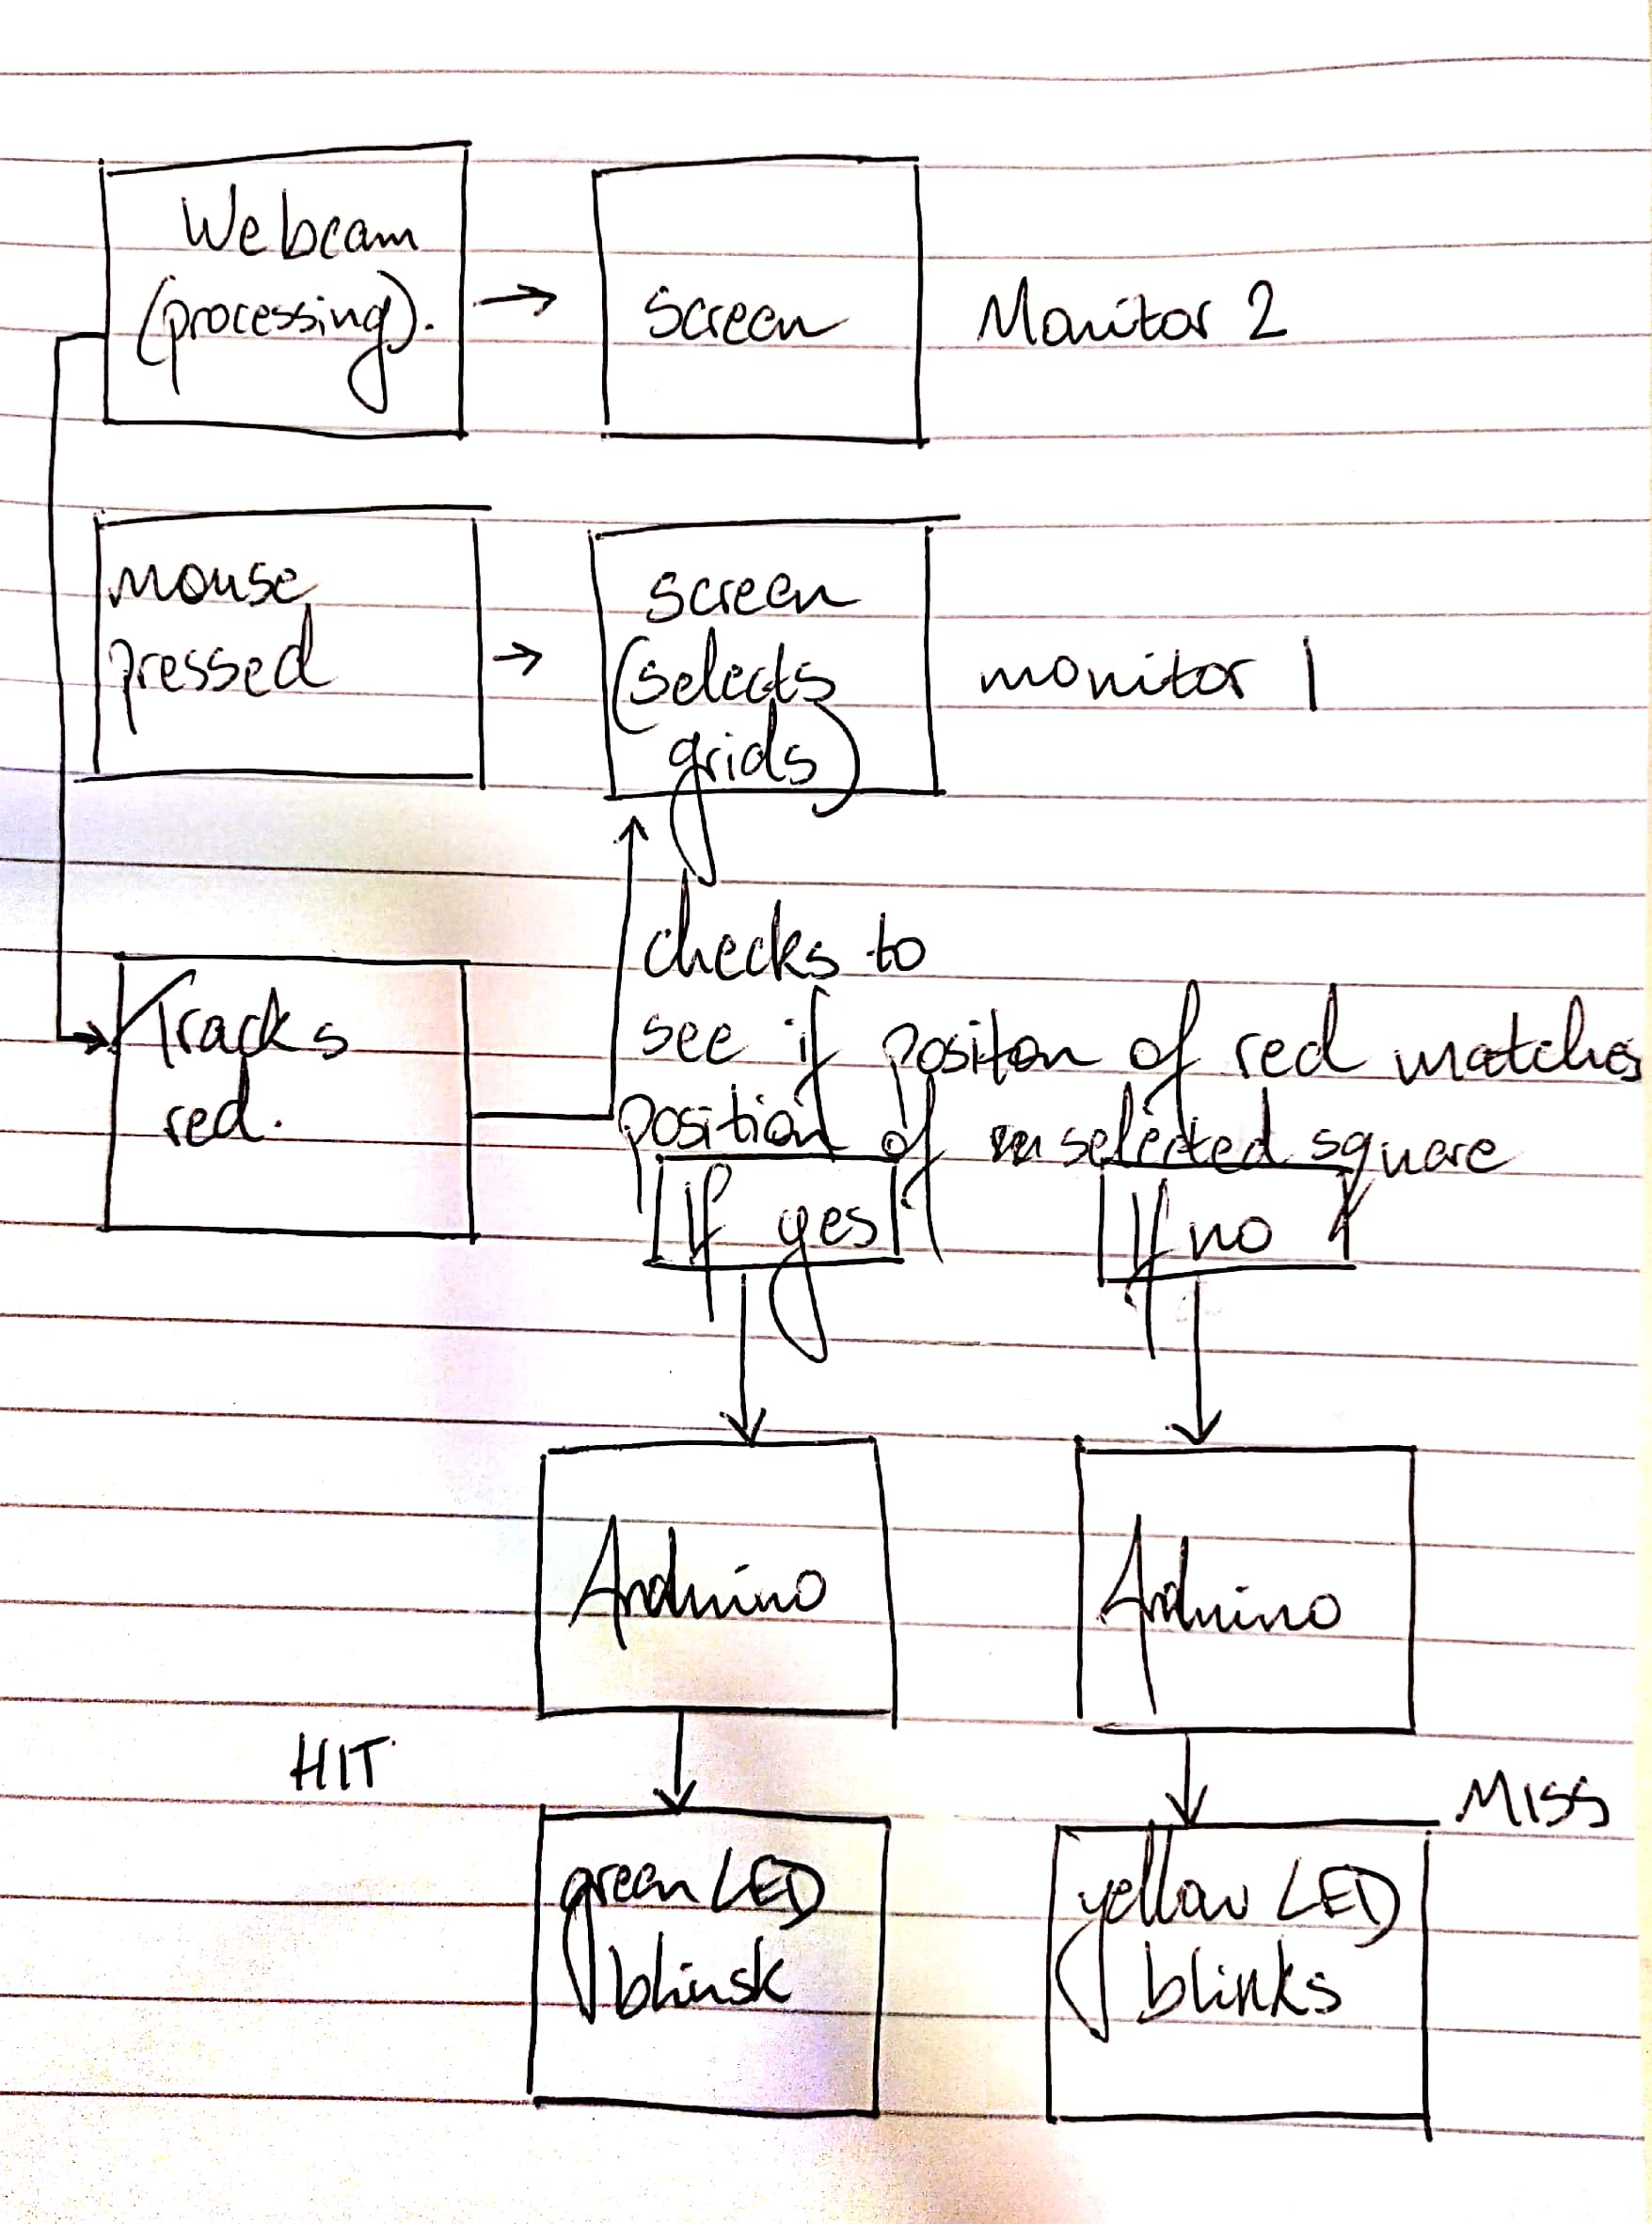 Webcam
(processing).
screen
Monitor 2
mouse
pressed
screen
(selects
grids)
monitor 1
Tracks
red.
checks to
see if positon of red matches
position of selected square
If yes
If no
Arduino
Arduino
HIT
MISS
green LED
blinsk
yellow LED
blinks